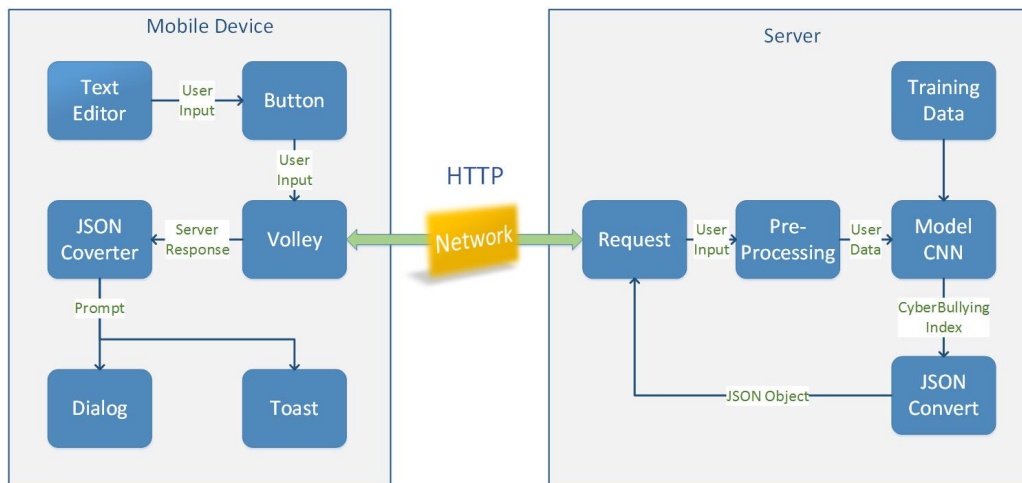 Mobile Device
Text
Editor
User
Input
Button
User
Input
JSON
Coverter
Server
Response
Volley
Prompt
Dialog
Toast
HTTP
Network
Server
Training
Data
Request
User
Input
Pre-
Processing
User
Data
Model
CNN
CyberBullying
Index
JSON Object
JSON
Convert